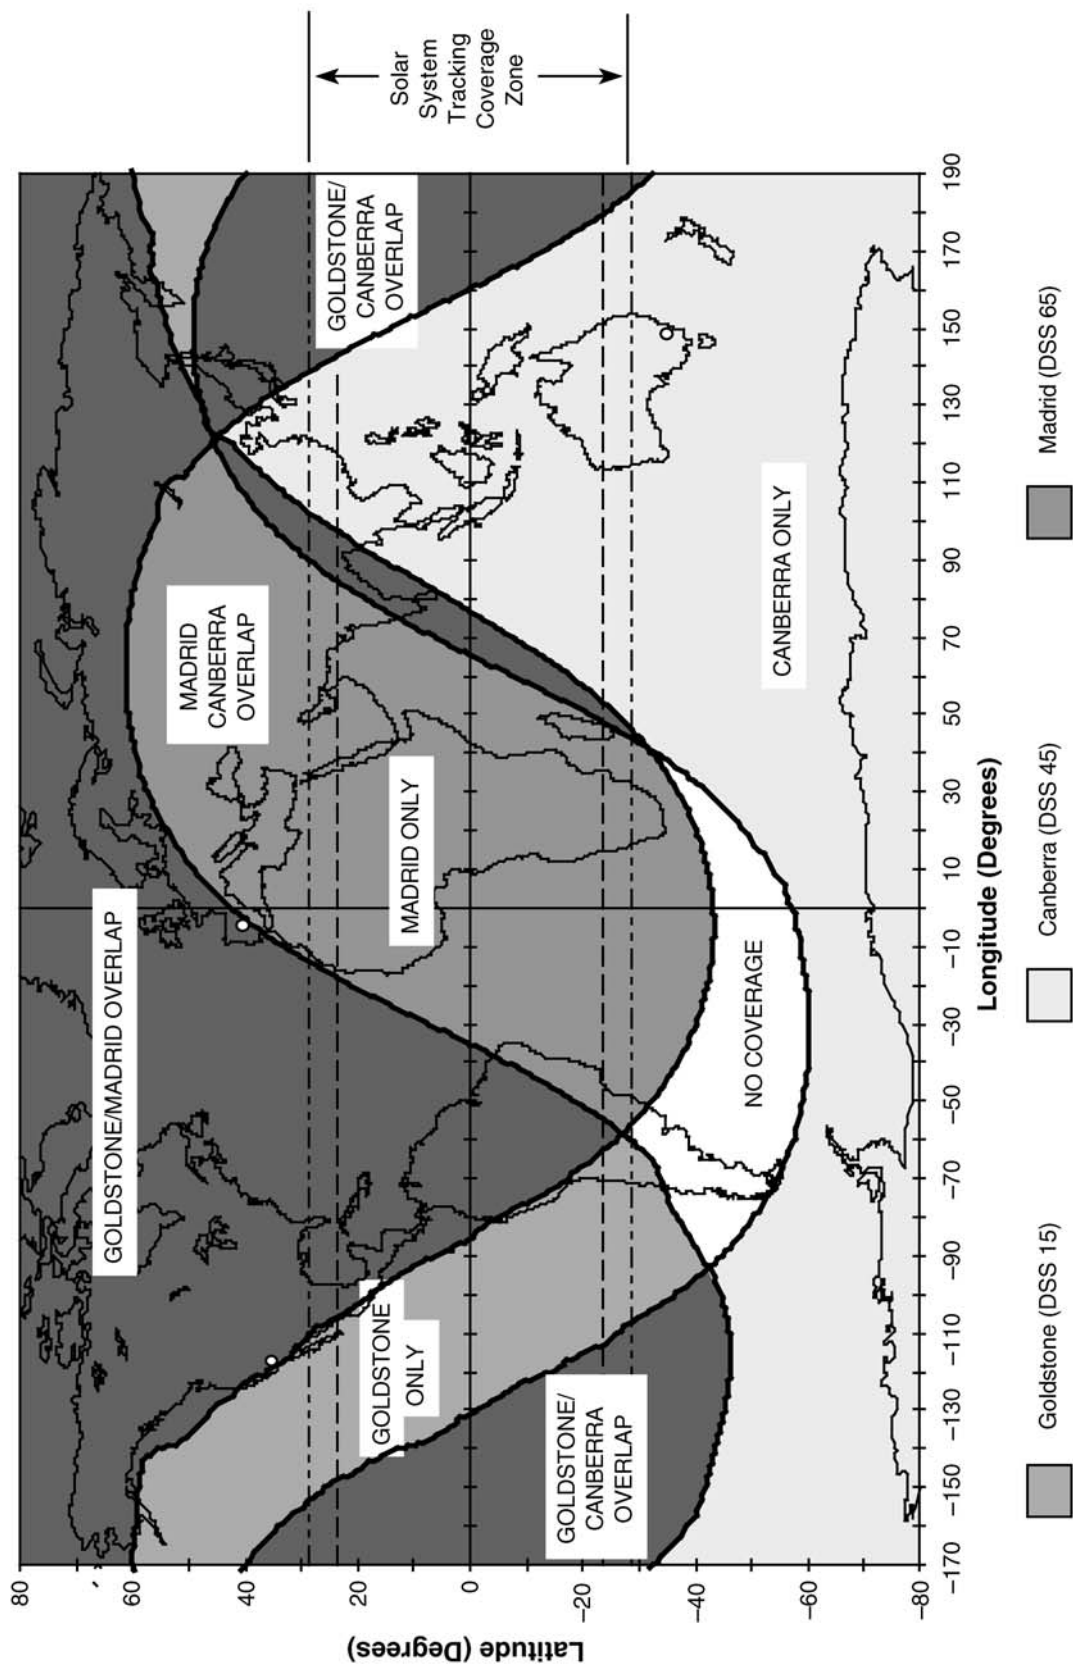 Solar
System
Tracking
Coverage
Zone
GOLDSTONE/MADRID OVERLAP
MADRID
CANBERRA
OVERLAP
GOLDSTONE/
CANBERRA
OVERLAP
GOLDSTONE
ONLY
MADRID ONLY
GOLDSTONE/
CANBERRA
OVERLAP
NO COVERAGE
CANBERRA ONLY
Latitude (Degrees)
80
60
40
20
0
−20
−40
−60
−80
−170
−150
−130
−110
−90
−70
−50
−30
−10
10
30
50
70
90
110
130
150
170
190
Longitude (Degrees)
Goldstone (DSS 15)
Canberra (DSS 45)
Madrid (DSS 65)